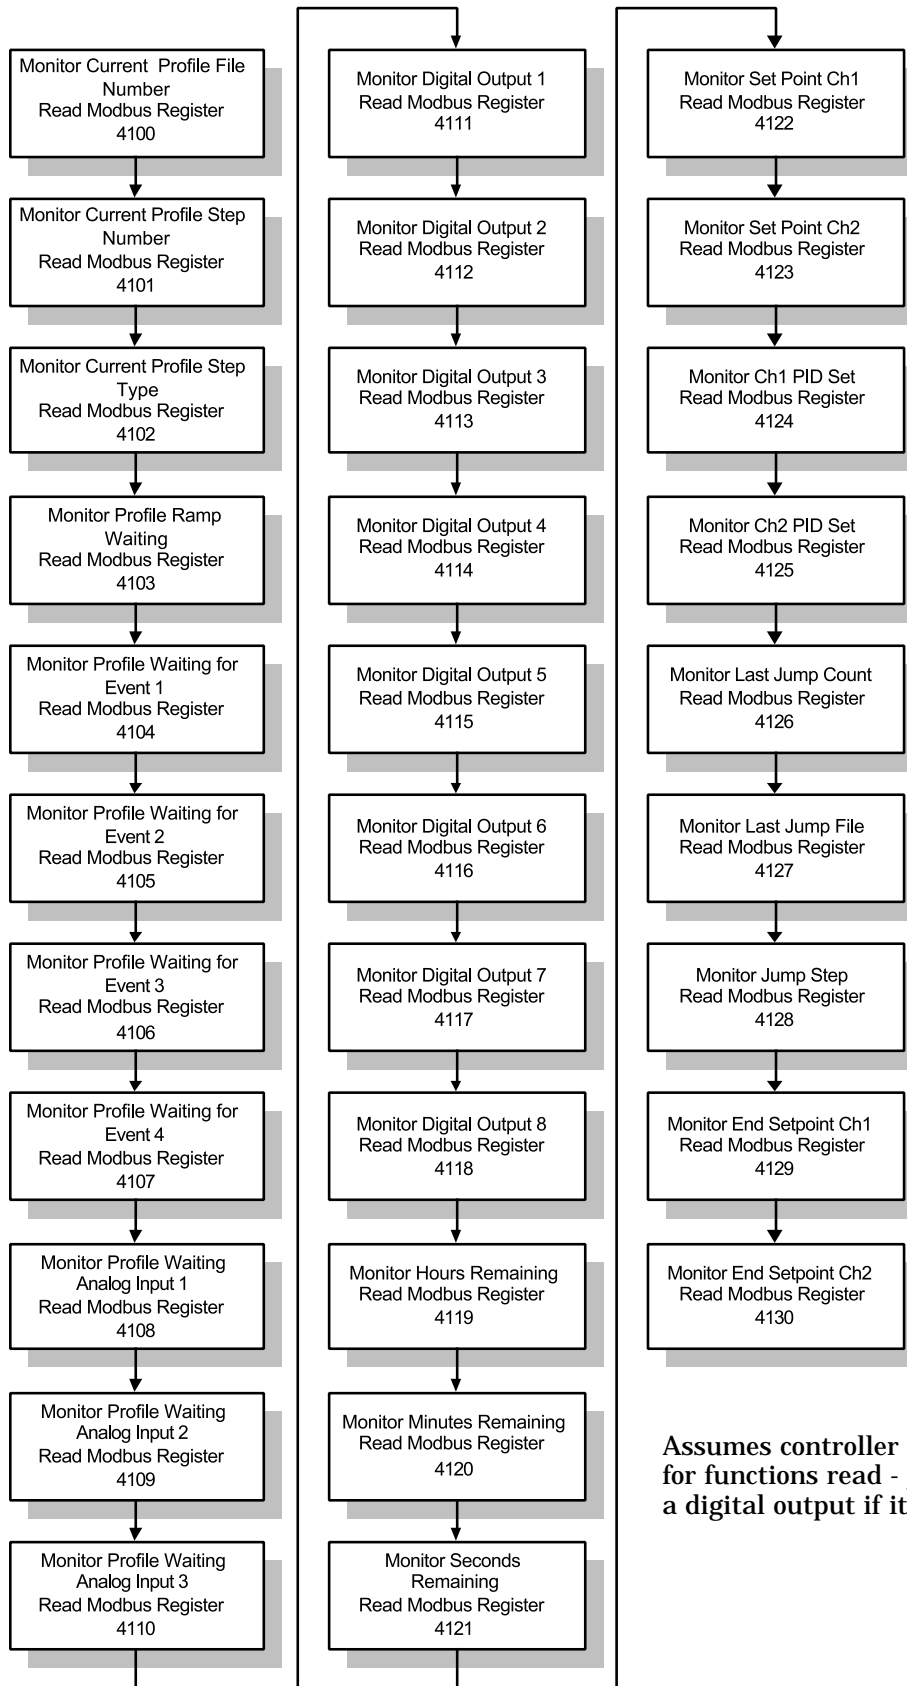 Monitor Current Profile File
Number
Read Modbus Register
4100
Monitor Current Profile Step
Number
Read Modbus Register
4101
Monitor Current Profile Step
Type
Read Modbus Register
4102
Monitor Profile Ramp
Waiting
Read Modbus Register
4103
Monitor Profile Waiting for
Event 1
Read Modbus Register
4104
Monitor Profile Waiting for
Event 2
Read Modbus Register
4105
Monitor Profile Waiting for
Event 3
Read Modbus Register
4106
Monitor Profile Waiting for
Event 4
Read Modbus Register
4107
Monitor Profile Waiting
Analog Input 1
Read Modbus Register
4108
Monitor Profile Waiting
Analog Input 2
Read Modbus Register
4109
Monitor Profile Waiting
Analog Input 3
Read Modbus Register
4110
Monitor Digital Output 1
Read Modbus Register
4111
Monitor Digital Output 2
Read Modbus Register
4112
Monitor Digital Output 3
Read Modbus Register
4113
Monitor Digital Output 4
Read Modbus Register
4114
Monitor Digital Output 5
Read Modbus Register
4115
Monitor Digital Output 6
Read Modbus Register
4116
Monitor Digital Output 7
Read Modbus Register
4117
Monitor Digital Output 8
Read Modbus Register
4118
Monitor Hours Remaining
Read Modbus Register
4119
Monitor Minutes Remaining
Read Modbus Register
4120
Monitor Seconds
Remaining
Read Modbus Register
4121
Monitor Set Point Ch1
Read Modbus Register
4122
Monitor Set Point Ch2
Read Modbus Register
4123
Monitor Ch1 PID Set
Read Modbus Register
4124
Monitor Ch2 PID Set
Read Modbus Register
4125
Monitor Last Jump Count
Read Modbus Register
4126
Monitor Last Jump File
Read Modbus Register
4127
Monitor Jump Step
Read Modbus Register
4128
Monitor End Setpoint Ch1
Read Modbus Register
4129
Monitor End Setpoint Ch2
Read Modbus Register
4130
Assumes controller
for functions read -
a digital output if it